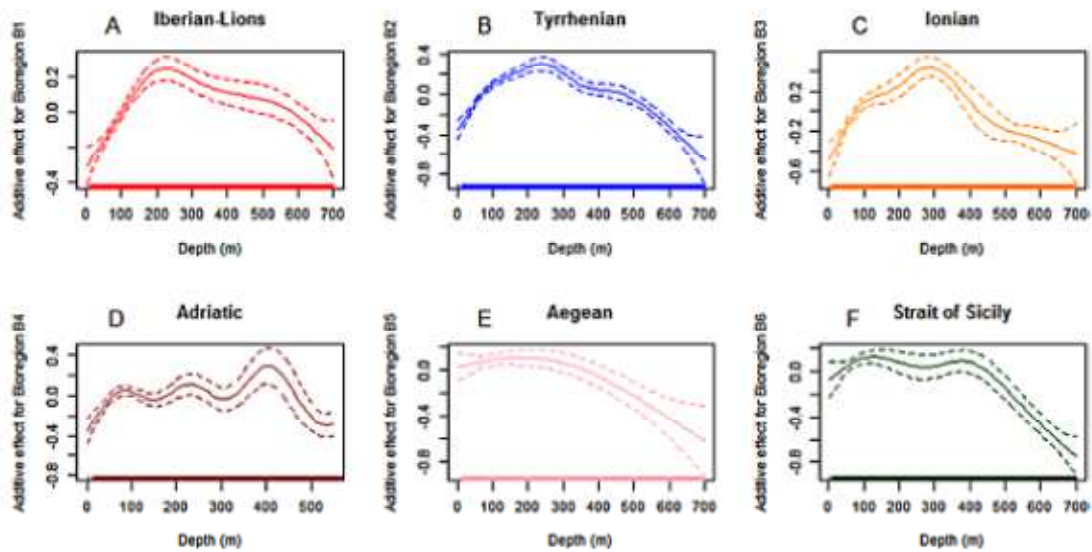 A Iberian-Lions
B Tyrrhenian
C Ionian
Additive effect for Bioregion B1
0.2
0.0
-0.4
0 100 200 300 400 500 600 700
Depth (m)
Additive effect for Bioregion B2
0.4
0.0
-0.4
-0.8
0 100 200 300 400 500 600 700
Depth (m)
Additive effect for Bioregion B3
0.2
-0.2
-0.6
0 100 200 300 400 500 600 700
Depth (m)
D Adriatic
E Aegean
F Strait of Sicily
Additive effect for Bioregion B4
0.4
0.0
-0.4
-0.8
0 100 200 300 400 500
Depth (m)
Additive effect for Bioregion B5
0.0
-0.4
-0.8
0 100 200 300 400 500 600 700
Depth (m)
Additive effect for Bioregion B6
0.0
-0.4
-0.8
0 100 200 300 400 500 600 700
Depth (m)